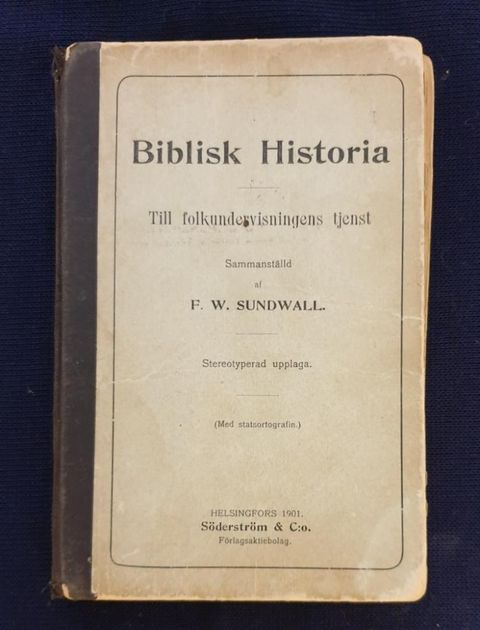 Biblisk Historia
Till folkundervisningens tjenst
Sammanställd
af
F. W. SUNDWALL.
Stereotyperad upplaga.
(Med statsortografin.)
HELSINGFORS 1901.
Söderström & C:o.
Förlagsaktiebolag.